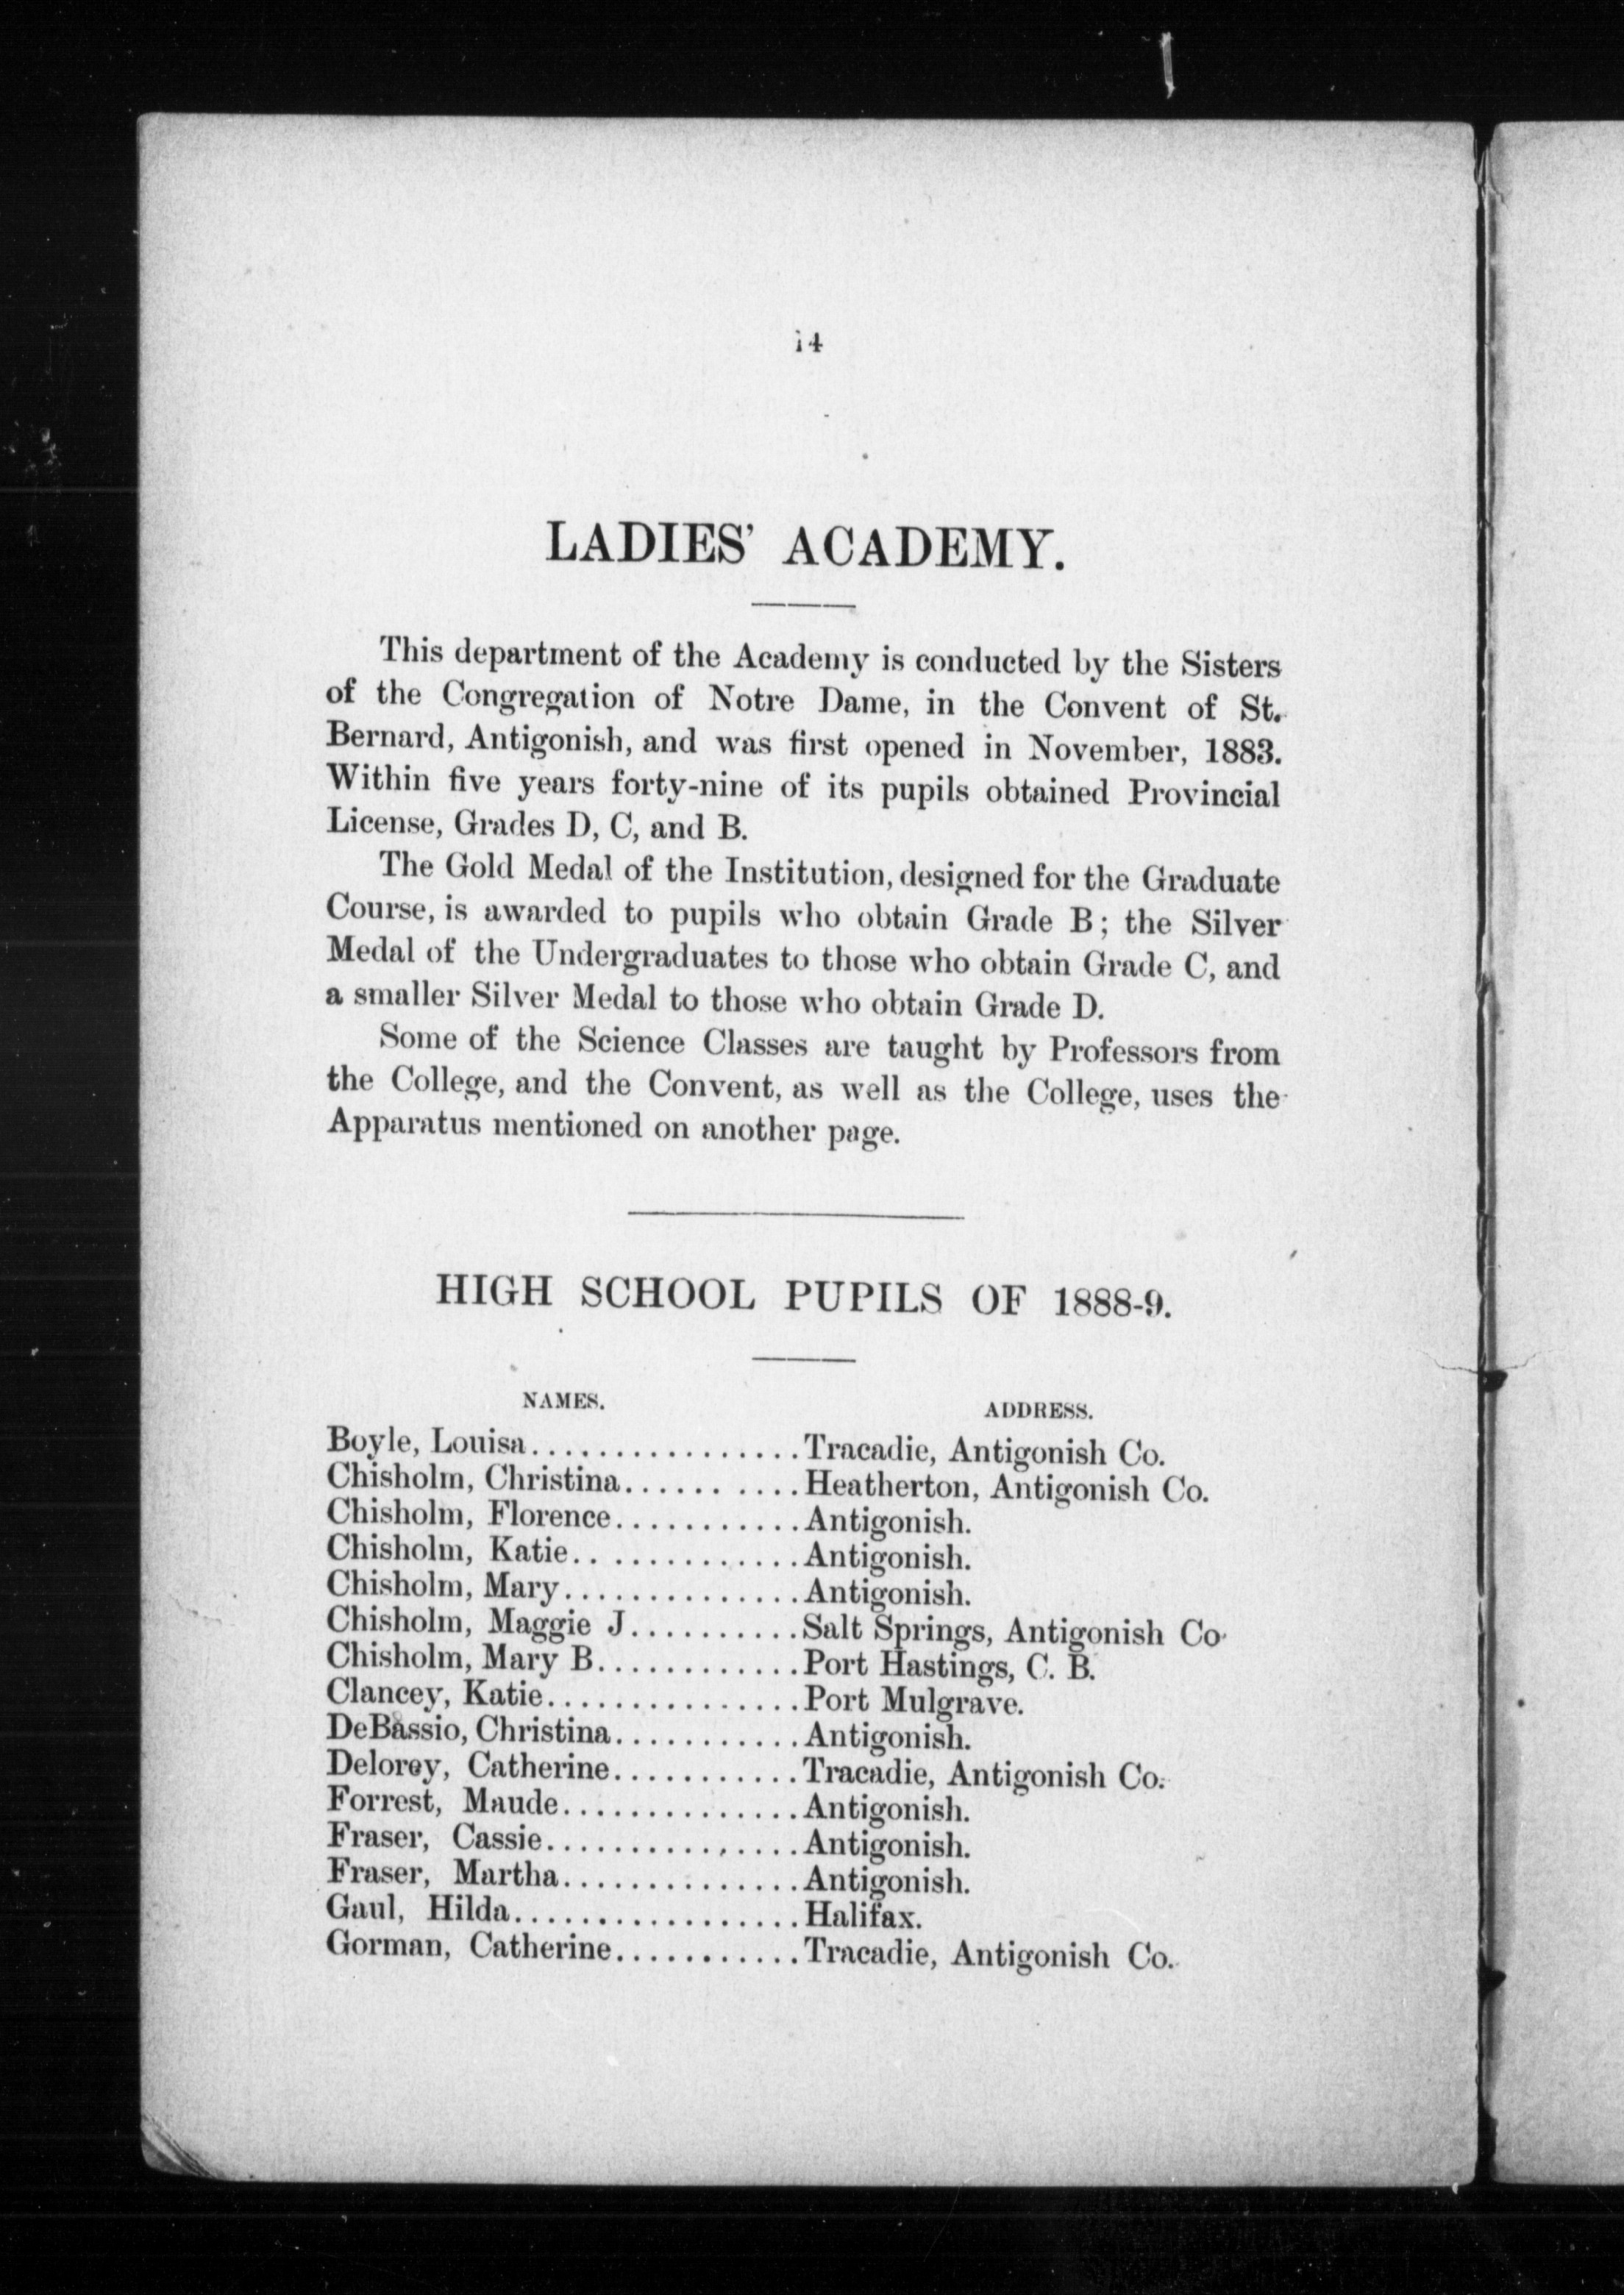 14
LADIES' ACADEMY.
This department of the Academy is conducted by the Sisters
of the Congregation of Notre Dame, in the Convent of St.
Bernard, Antigonish, and was first opened in November, 1883.
Within five years forty-nine of its pupils obtained Provincial
License, Grades D, C, and B.
The Gold Medal of the Institution, designed for the Graduate
Course, is awarded to pupils who obtain Grade B; the Silver
Medal of the Undergraduates to those who obtain Grade C, and
a smaller Silver Medal to those who obtain Grade D.
Some of the Science Classes are taught by Professors from
the College, and the Convent, as well as the College, uses the
Apparatus mentioned on another page.
HIGH SCHOOL PUPILS OF 1888-9.
NAMES. ADDRESS.
Boyle, Louisa................Tracadie, Antigonish Co.
Chisholm, Christina...........Heatherton, Antigonish Co.
Chisholm, Florence...........Antigonish.
Chisholm, Katie..............Antigonish.
Chisholm, Mary..............Antigonish.
Chisholm, Maggie J..........Salt Springs, Antigonish Co.
Chisholm, Mary B............Port Hastings, C. B.
Clancey, Katie...............Port Mulgrave.
DeBassio, Christina...........Antigonish.
Delorey, Catherine...........Tracadie, Antigonish Co.
Forrest, Maude..............Antigonish.
Fraser, Cassie...............Antigonish.
Fraser, Martha..............Antigonish.
Gaul, Hilda.................Halifax.
Gorman, Catherine...........Tracadie, Antigonish Co.